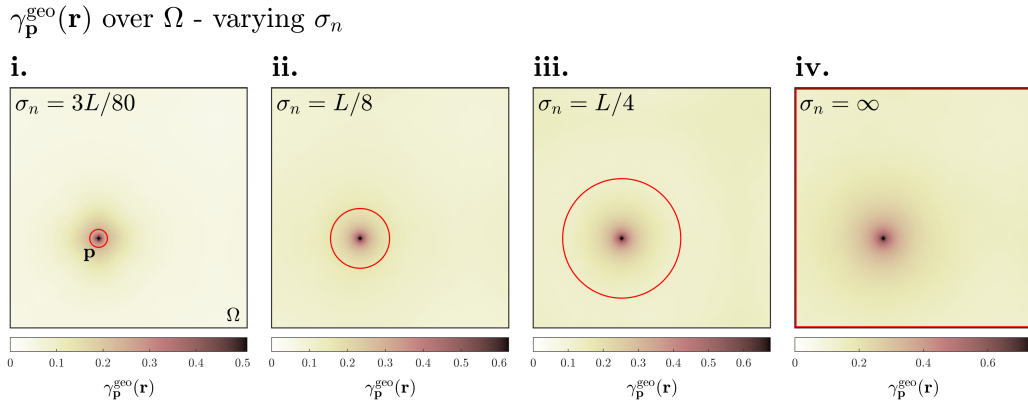 γ_p^geo(r) over Ω - varying σ_n
i. ii. iii. iv.
σ_n = 3L/80 σ_n = L/8 σ_n = L/4 σ_n = ∞
p
Ω
0 0.1 0.2 0.3 0.4 0.5 0 0.1 0.2 0.3 0.4 0.5 0.6 0 0.1 0.2 0.3 0.4 0.5 0.6 0 0.2 0.4 0.6
γ_p^geo(r) γ_p^geo(r) γ_p^geo(r) γ_p^geo(r)